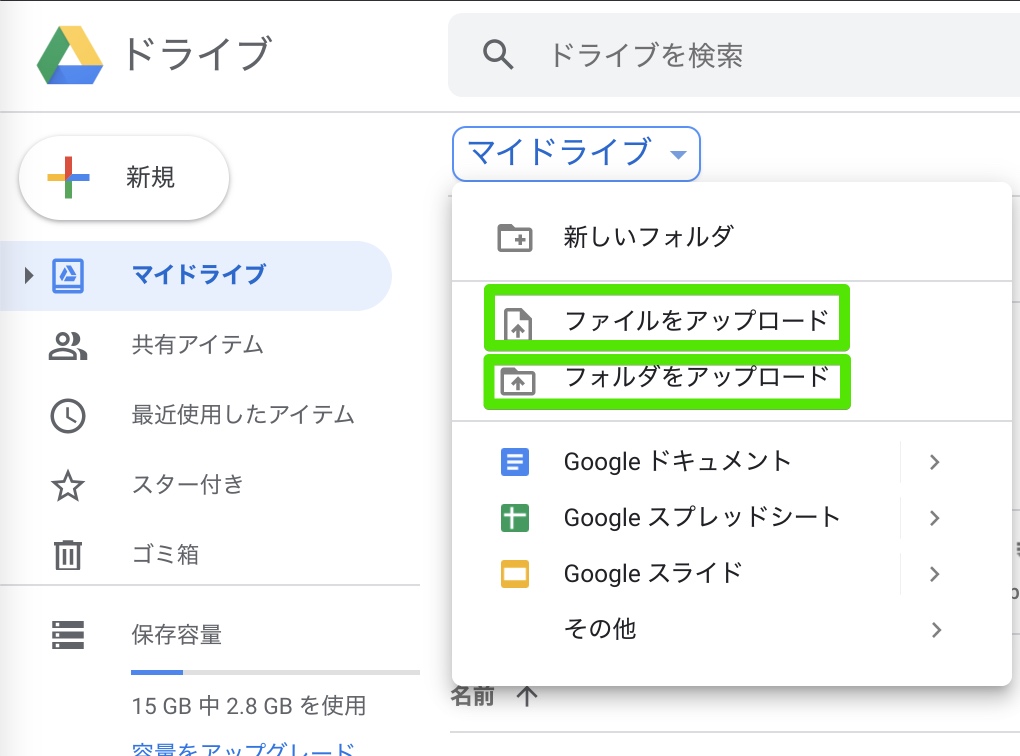 ドライブ
ドライブを検索
新規
マイドライブ
共有アイテム
最近使用したアイテム
スター付き
ゴミ箱
保存容量
15 GB 中 2.8 GB を使用
容量をアップグレード
マイドライブ
新しいフォルダ
ファイルをアップロード
フォルダをアップロード
Google ドキュメント
Google スプレッドシート
Google スライド
その他
名前